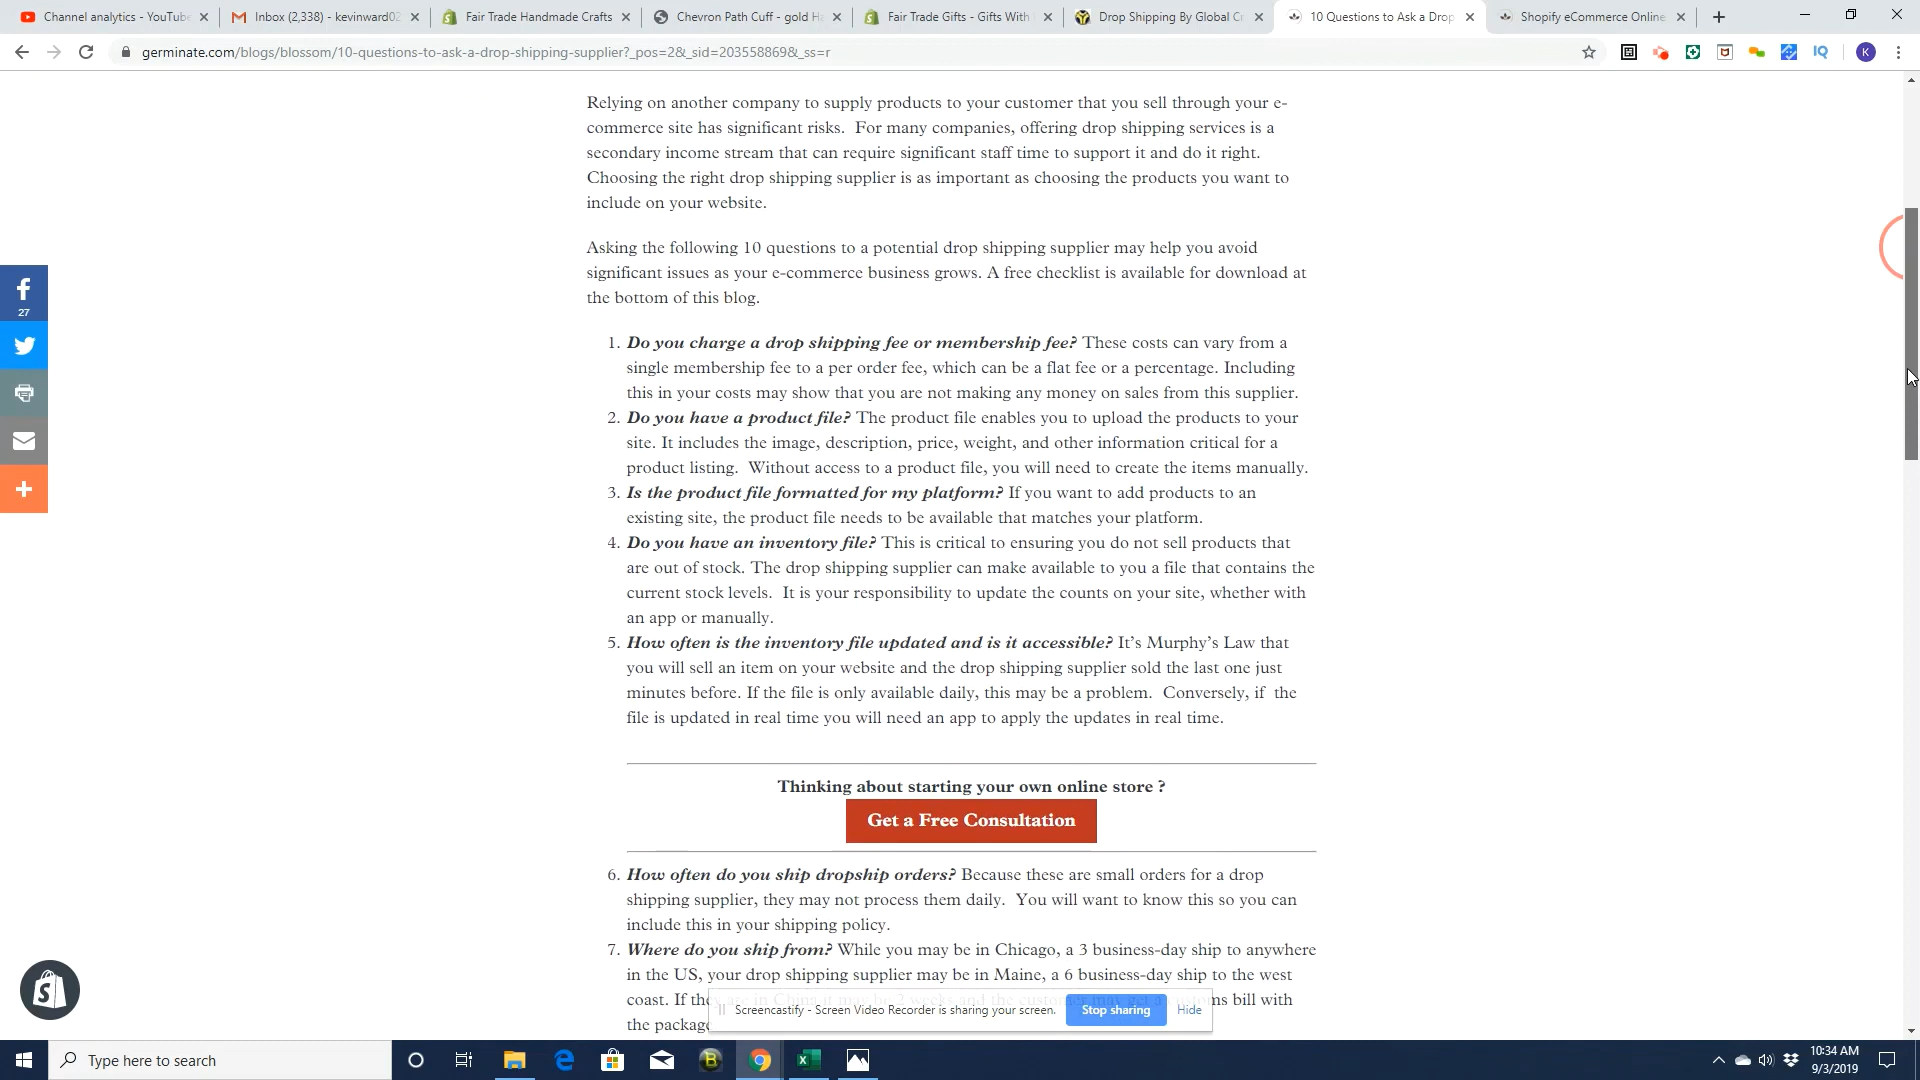 Channel analytics - YouTube
Inbox (2,338) - kevinward02
Fair Trade Handmade Crafts
Chevron Path Cuff - gold Ha
Fair Trade Gifts - Gifts With
Drop Shipping By Global Cr
10 Questions to Ask a Drop
Shopify eCommerce Online
germinate.com/blogs/blossom/10-questions-to-ask-a-drop-shipping-supplier?_pos=2&_sid=203558869&_ss=r
IQ
K
Relying on another company to supply products to your customer that you sell through your e-
commerce site has significant risks. For many companies, offering drop shipping services is a
secondary income stream that can require significant staff time to support it and do it right.
Choosing the right drop shipping supplier is as important as choosing the products you want to
include on your website.
Asking the following 10 questions to a potential drop shipping supplier may help you avoid
significant issues as your e-commerce business grows. A free checklist is available for download at
the bottom of this blog.
27
1. Do you charge a drop shipping fee or membership fee? These costs can vary from a
single membership fee to a per order fee, which can be a flat fee or a percentage. Including
this in your costs may show that you are not making any money on sales from this supplier.
2. Do you have a product file? The product file enables you to upload the products to your
site. It includes the image, description, price, weight, and other information critical for a
product listing. Without access to a product file, you will need to create the items manually.
3. Is the product file formatted for my platform? If you want to add products to an
existing site, the product file needs to be available that matches your platform.
4. Do you have an inventory file? This is critical to ensuring you do not sell products that
are out of stock. The drop shipping supplier can make available to you a file that contains the
current stock levels. It is your responsibility to update the counts on your site, whether with
an app or manually.
5. How often is the inventory file updated and is it accessible? It's Murphy's Law that
you will sell an item on your website and the drop shipping supplier sold the last one just
minutes before. If the file is only available daily, this may be a problem. Conversely, if the
file is updated in real time you will need an app to apply the updates in real time.
Thinking about starting your own online store ?
Get a Free Consultation
6. How often do you ship dropship orders? Because these are small orders for a drop
shipping supplier, they may not process them daily. You will want to know this so you can
include this in your shipping policy.
7. Where do you ship from? While you may be in Chicago, a 3 business-day ship to anywhere
in the US, your drop shipping supplier may be in Maine, a 6 business-day ship to the west
coast. If they are in China it may be 2 weeks and the customer may get a customs bill with
the package
Screencastify - Screen Video Recorder is sharing your screen.
Stop sharing
Hide
Type here to search
10:34 AM
9/3/2019